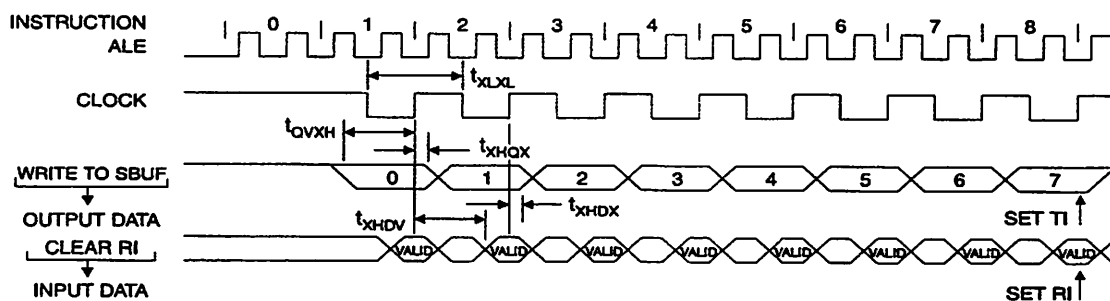 INSTRUCTION
0 1 2 3 4 5 6 7 8
ALE
tXLXL
CLOCK
tQVXH
tXHQX
WRITE TO SBUF
0 1 2 3 4 5 6 7
tXHDV
tXHDX
OUTPUT DATA
SET TI
CLEAR RI
VALID VALID VALID VALID VALID VALID VALID VALID
INPUT DATA
SET RI